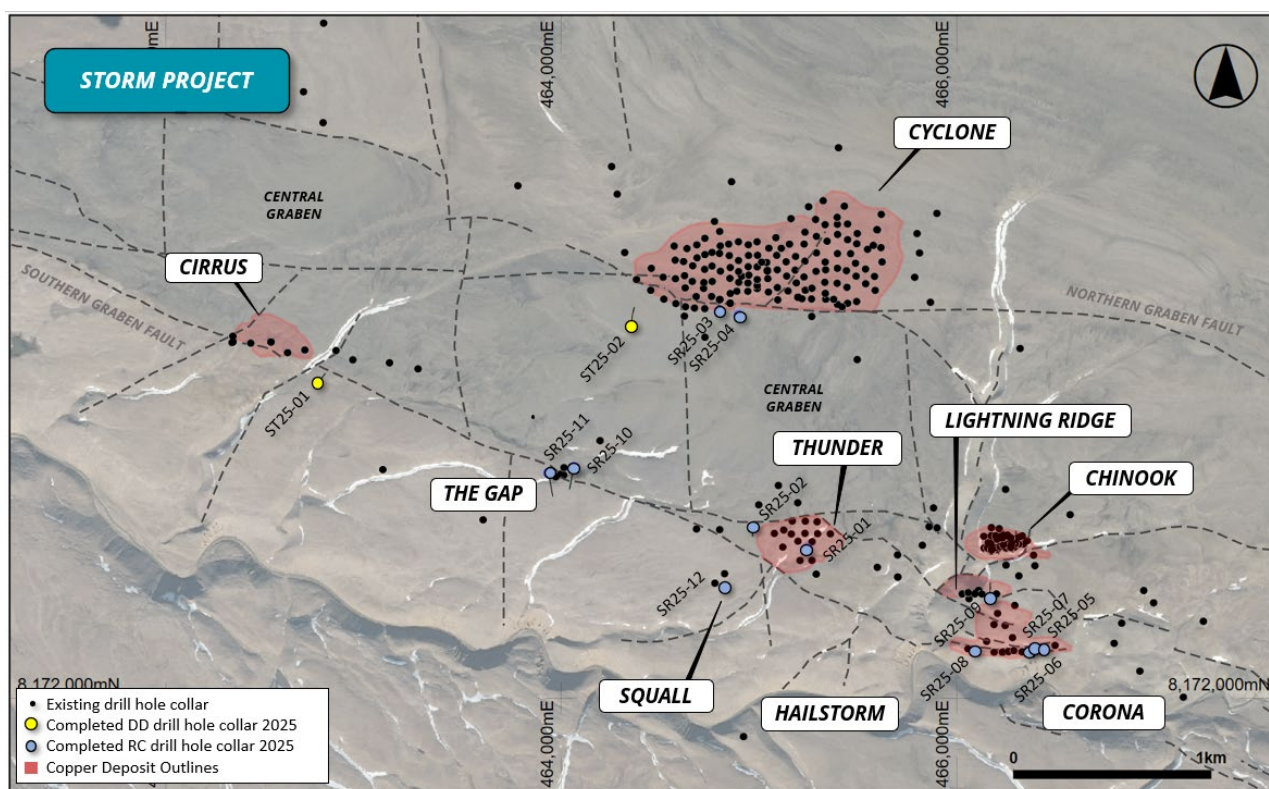 STORM PROJECT
mE
464,000mE
466,000mE
CYCLONE
CENTRAL
GRABEN
CIRRUS
SOUTHERN GRABEN FAULT
NORTHERN GRABEN FAULT
ST25-02
SR25-03
SR25-04
ST25-01
CENTRAL
GRABEN
LIGHTNING RIDGE
SR25-11
SR25-10
THUNDER
CHINOOK
THE GAP
SR25-02
SR25-01
SR25-12
SR25-09
SR25-07
SR25-05
SR25-08
SR25-06
SQUALL
HAILSTORM
CORONA
8,172,000mN
8,172,000mN
464,000mE
466,000mE
Existing drill hole collar
Completed DD drill hole collar 2025
Completed RC drill hole collar 2025
Copper Deposit Outlines
0
1km